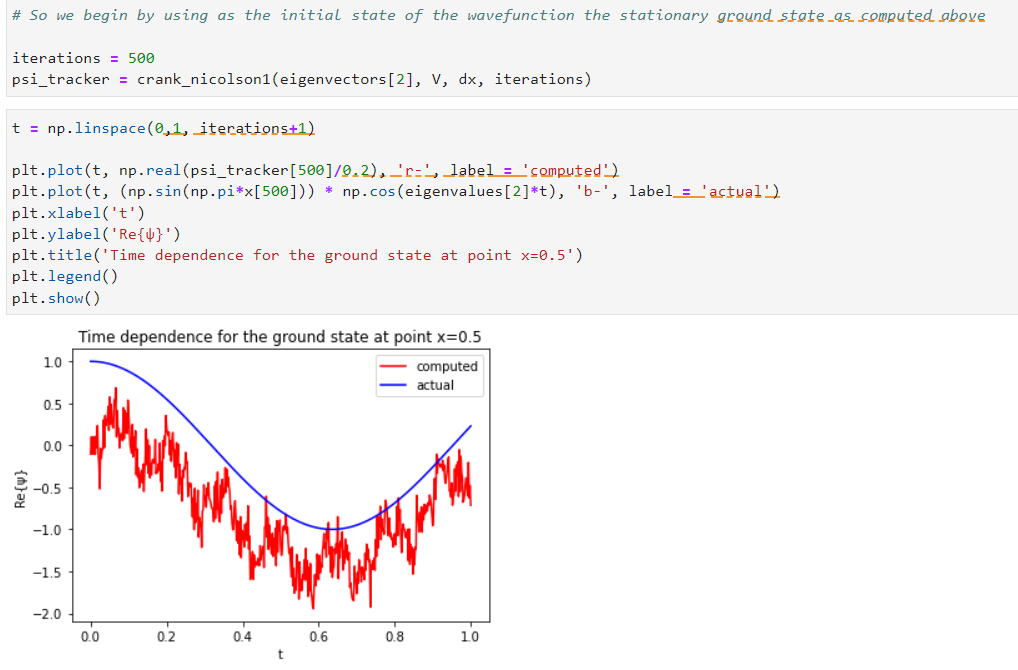 # So we begin by using as the initial state of the wavefunction the stationary ground state as computed above
iterations = 500
psi_tracker = crank_nicolson1(eigenvectors[2], V, dx, iterations)
t = np.linspace(0,1, iterations+1)
plt.plot(t, np.real(psi_tracker[500]/0.2), 'r-', label = 'computed')
plt.plot(t, (np.sin(np.pi*x[500])) * np.cos(eigenvalues[2]*t), 'b-', label = 'actual')
plt.xlabel('t')
plt.ylabel('Re{ψ}')
plt.title('Time dependence for the ground state at point x=0.5')
plt.legend()
plt.show()
Time dependence for the ground state at point x=0.5
computed
actual
1.0
0.5
0.0
−0.5
−1.0
−1.5
−2.0
Re{ψ}
0.0 0.2 0.4 0.6 0.8 1.0
t